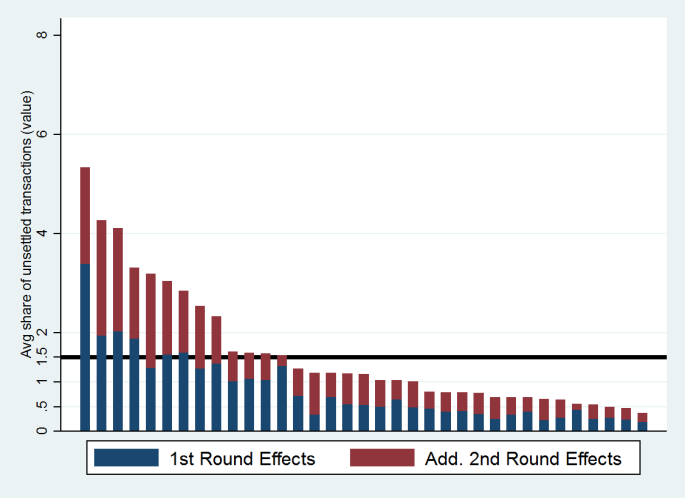 8
6
4
2
1.5
1
.5
0
Avg share of unsettled transactions (value)
1st Round Effects
Add. 2nd Round Effects